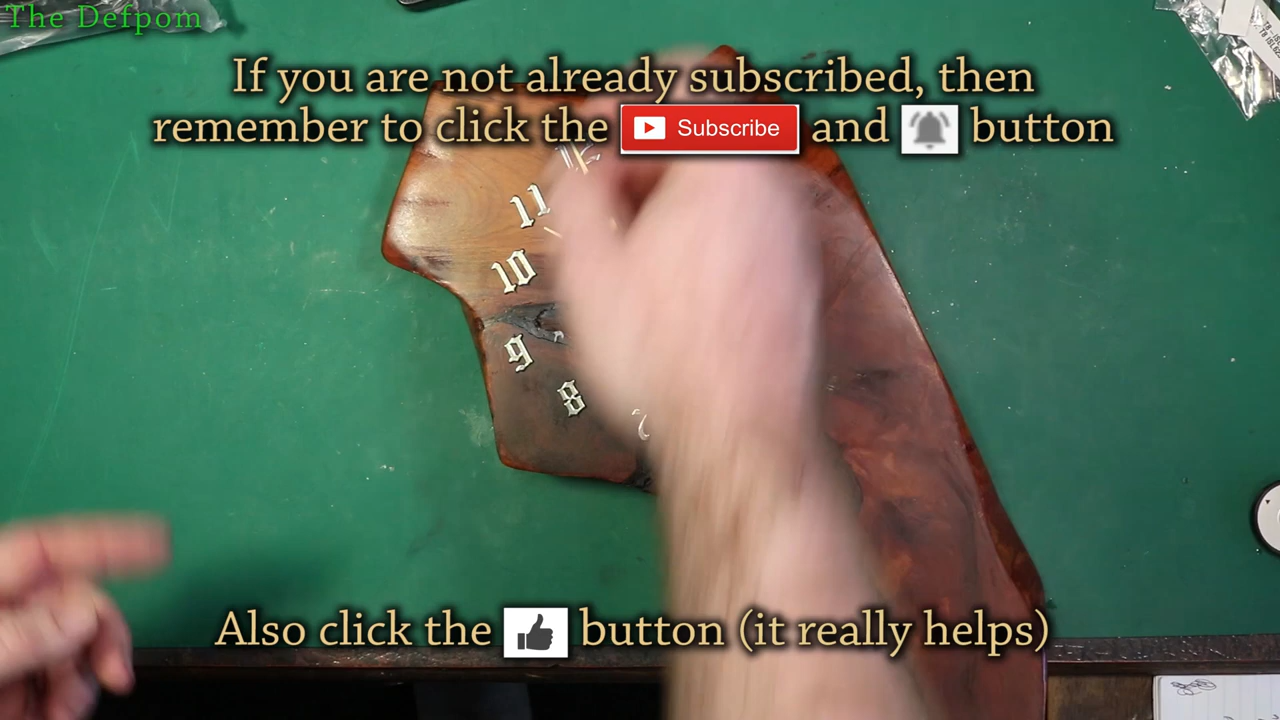 The Defpom
If you are not already subscribed, then
remember to click the Subscribe and button
11
10
9
8
7
Also click the button (it really helps)